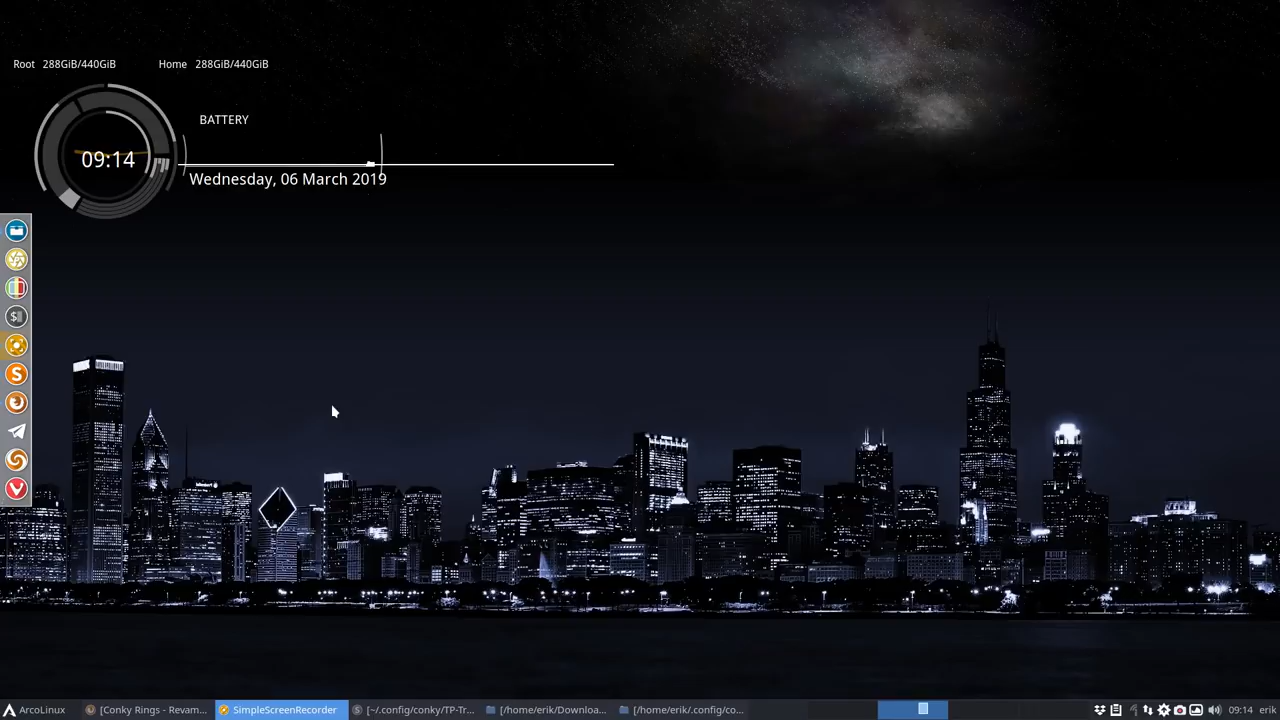 Root 288GiB/440GiB Home 288GiB/440GiB
BATTERY
09:14
Wednesday, 06 March 2019
$
S
V
ArcoLinux [Conky Rings - Revam... SimpleScreenRecorder [~/.config/conky/TP-Tr... [/home/erik/Downloa... [/home/erik/.config/co... 09:14 erik